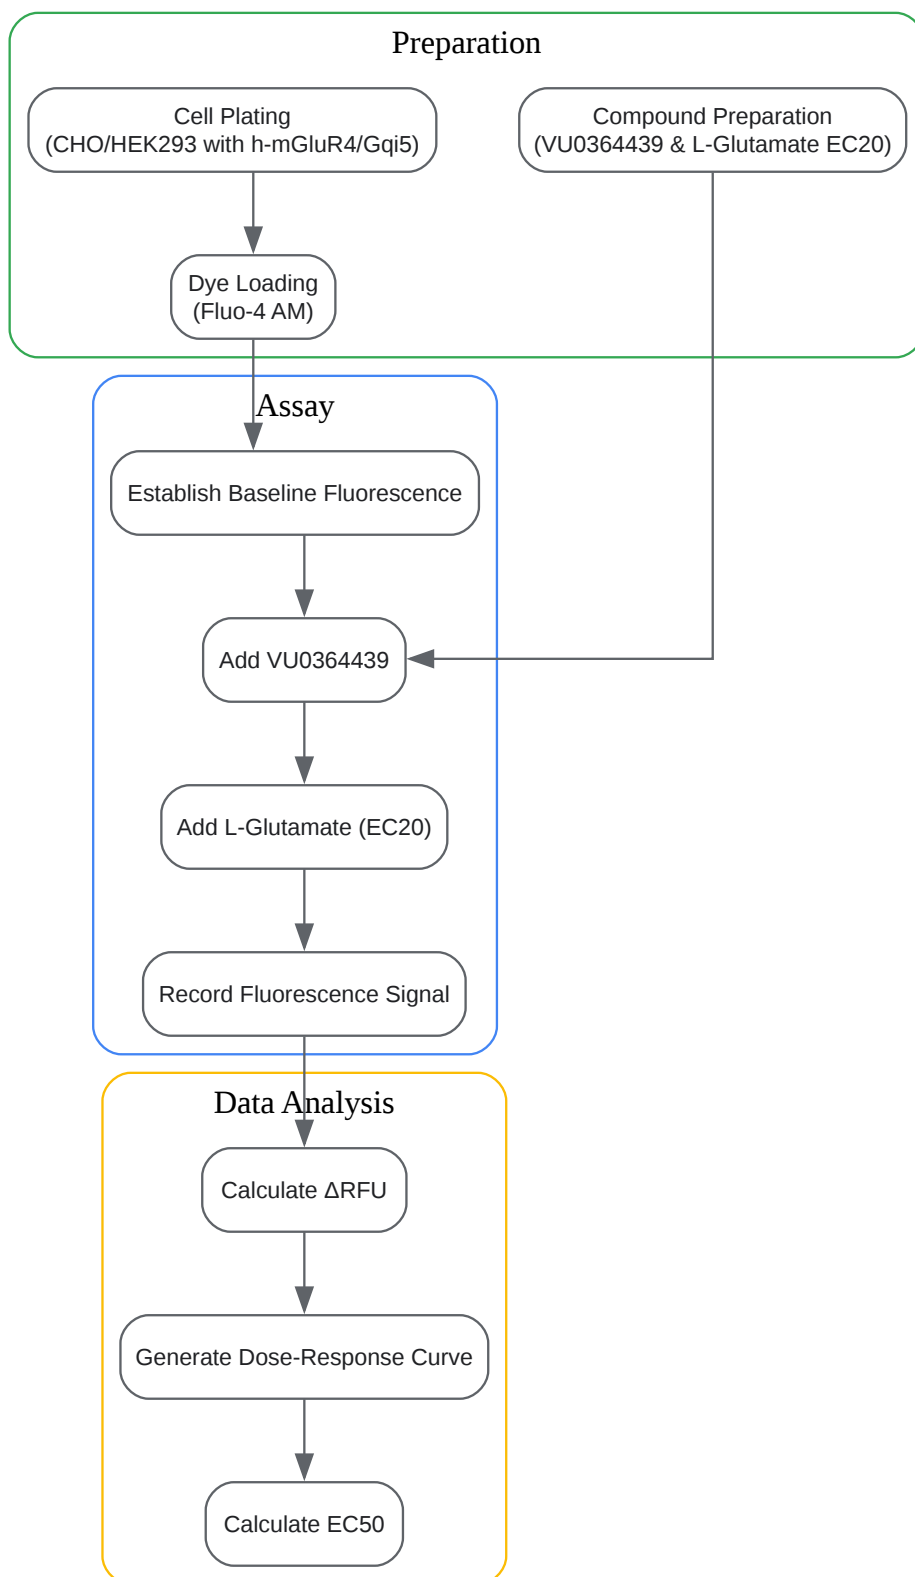 Preparation
Cell Plating
(CHO/HEK293 with h-mGluR4/Gqi5)
Compound Preparation
(VU0364439 & L-Glutamate EC20)
Dye Loading
(Fluo-4 AM)
Assay
Establish Baseline Fluorescence
Add VU0364439
Add L-Glutamate (EC20)
Record Fluorescence Signal
Data Analysis
Calculate ΔRFU
Generate Dose-Response Curve
Calculate EC50